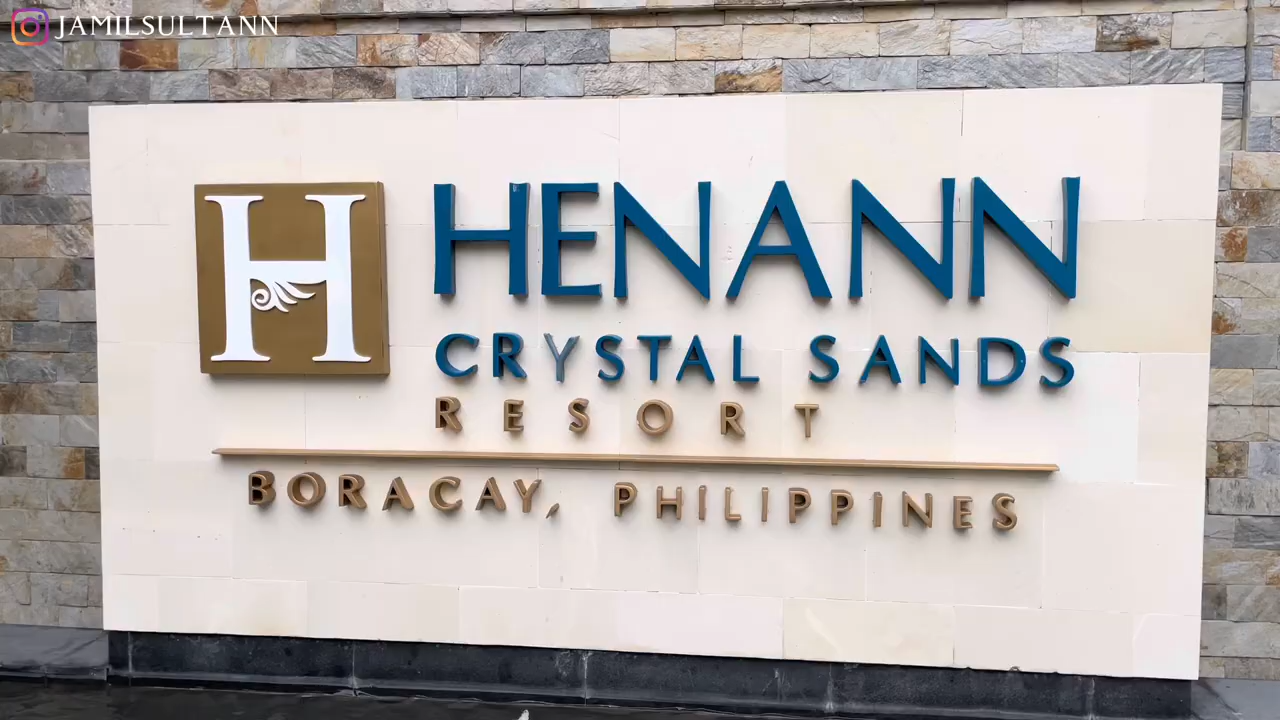 JAMILSULTANN
H
HENANN
CRYSTAL SANDS
RESORT
BORACAY, PHILIPPINES